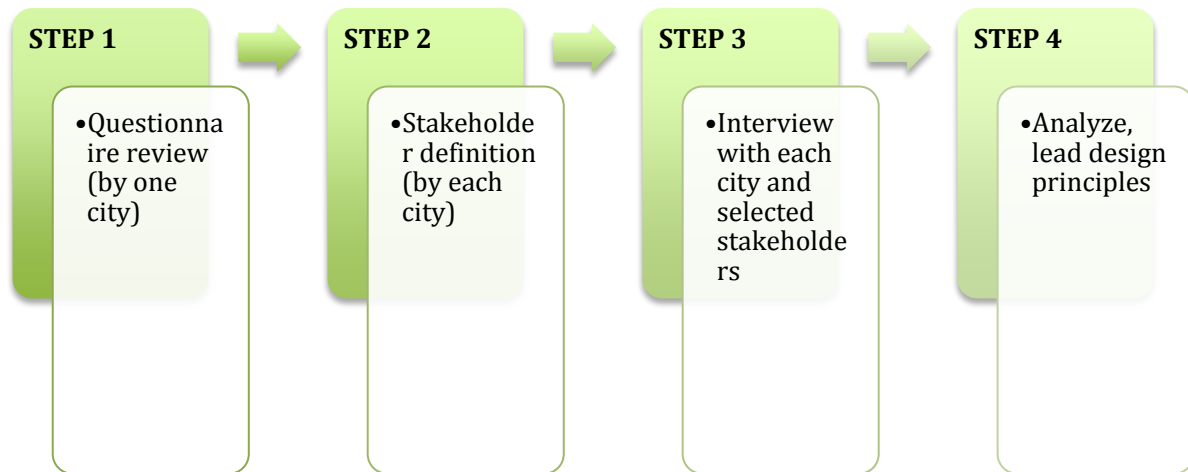 STEP 1
•Questionna
ire review
(by one
city)
STEP 2
•Stakeholde
r definition
(by each
city)
STEP 3
•Interview
with each
city and
selected
stakeholde
rs
STEP 4
•Analyze,
lead design
principles